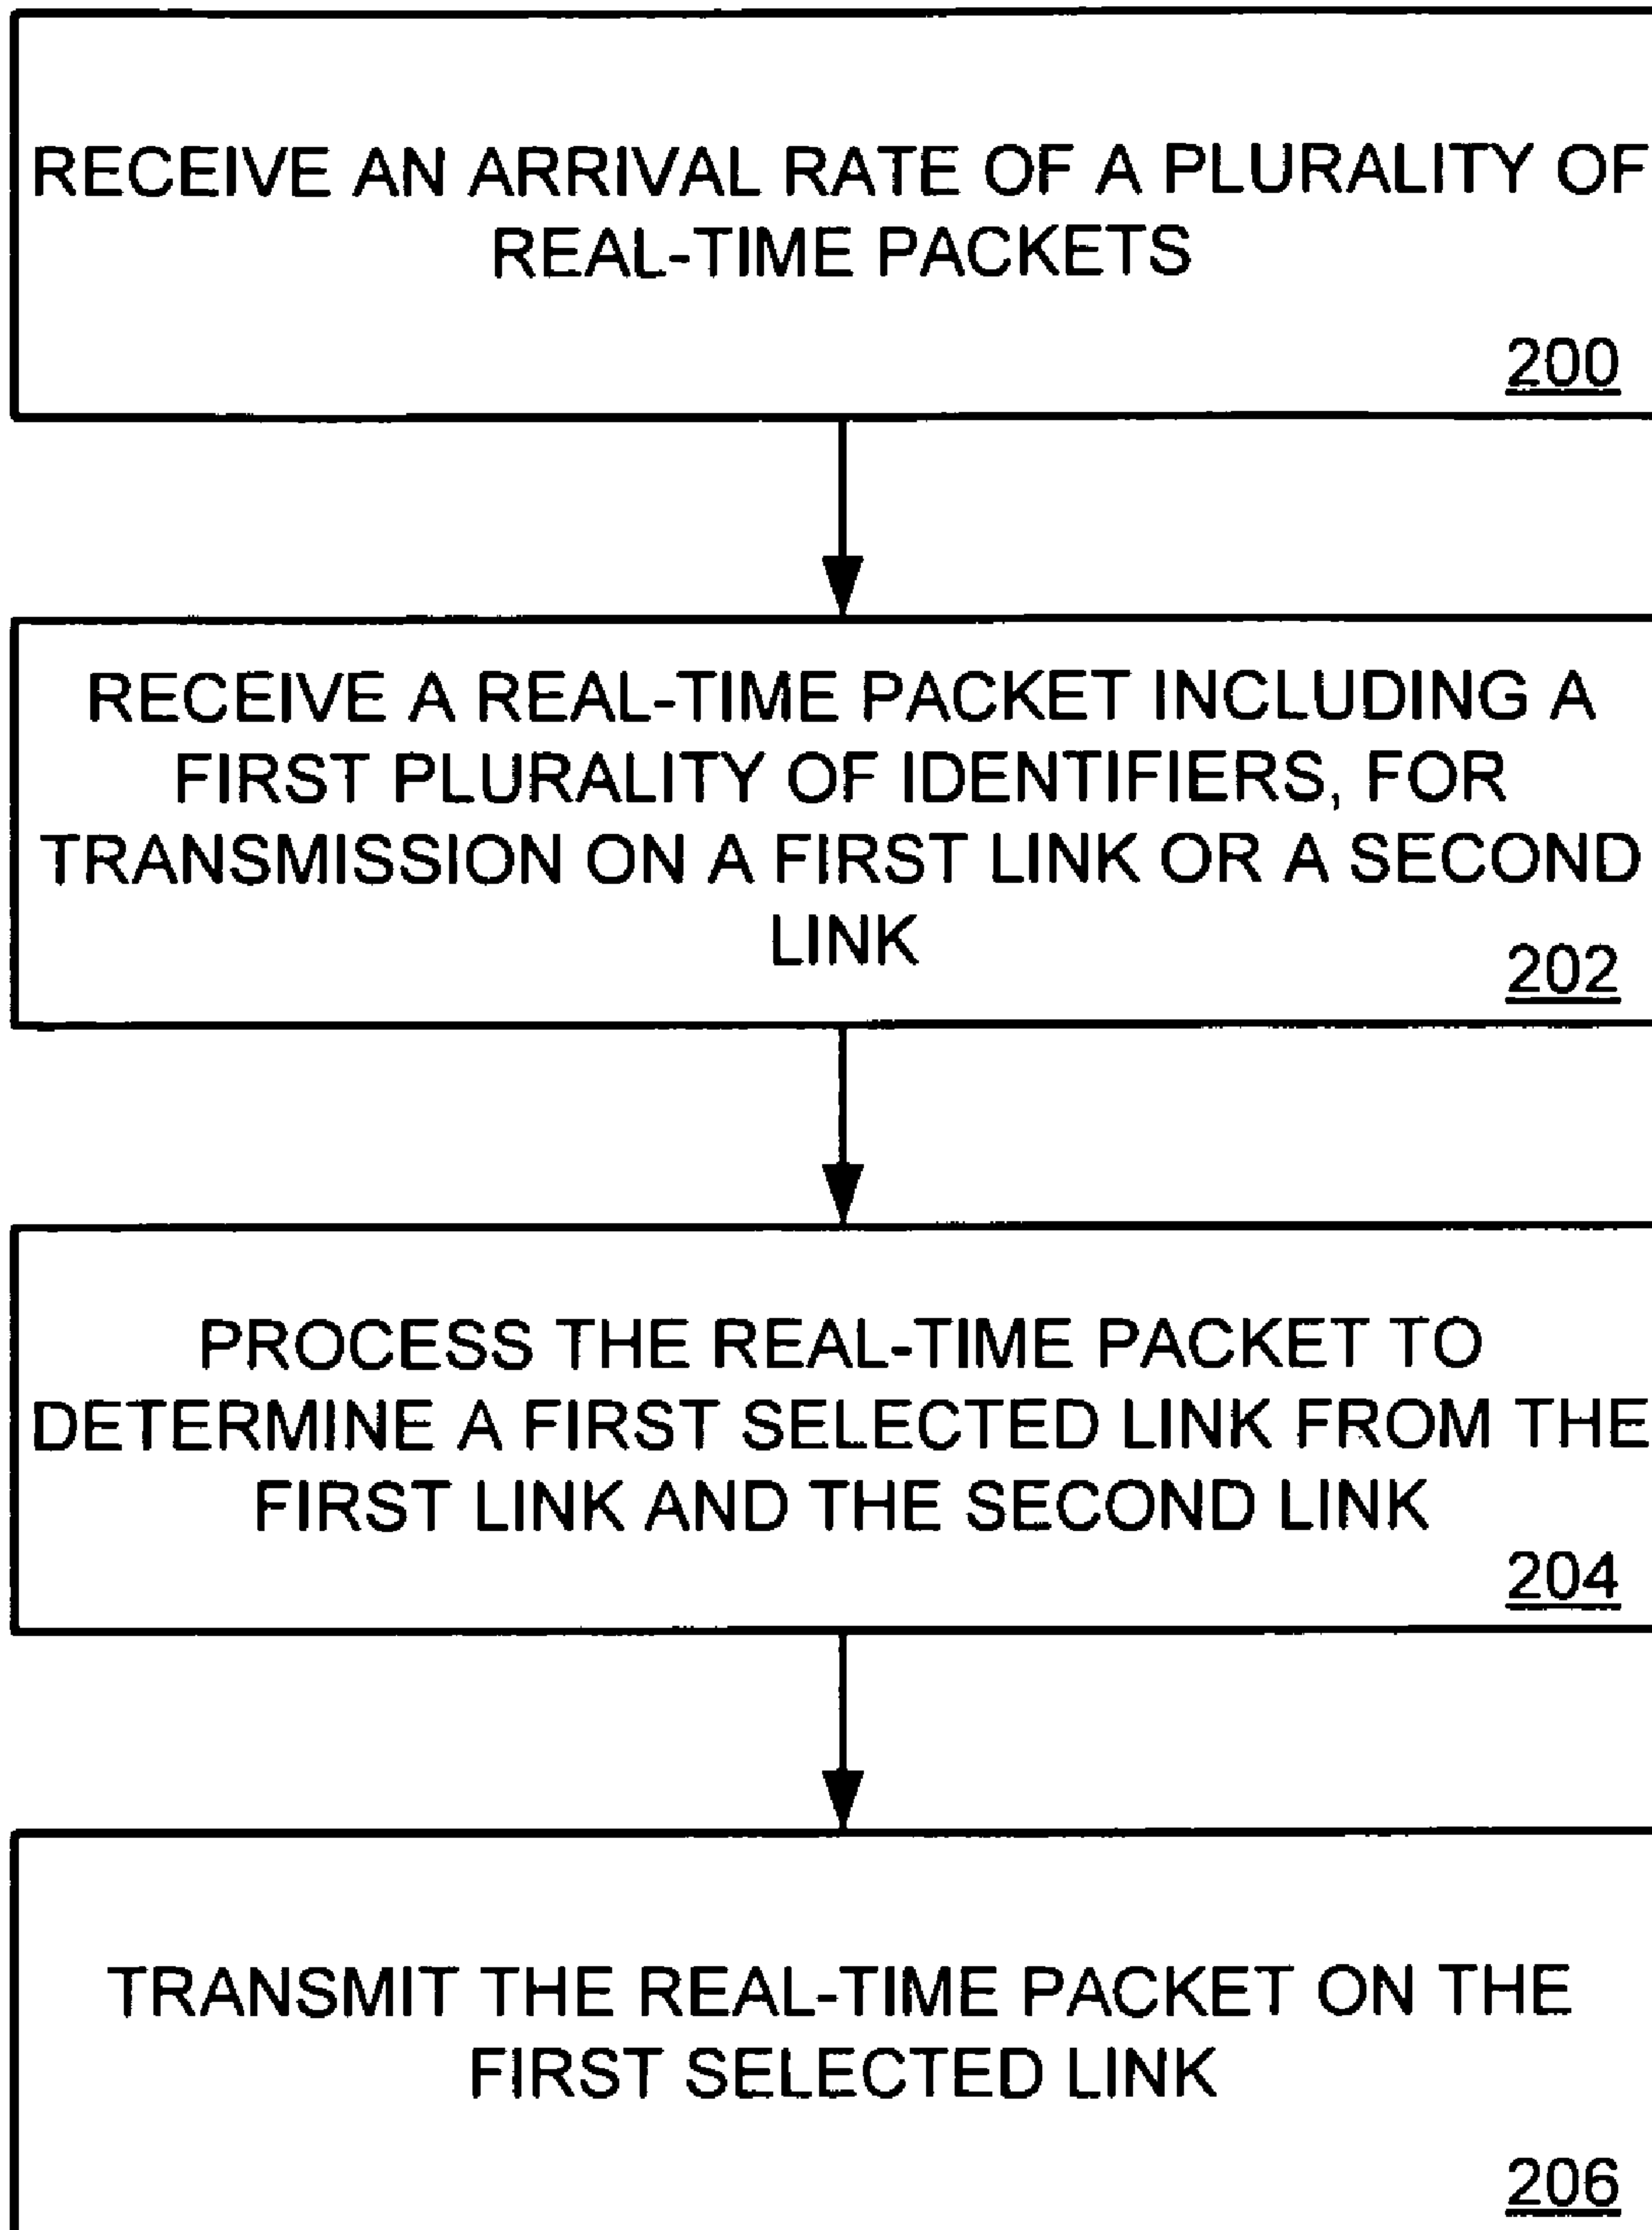 RECEIVE AN ARRIVAL RATE OF A PLURALITY OF
REAL-TIME PACKETS
200
RECEIVE A REAL-TIME PACKET INCLUDING A
FIRST PLURALITY OF IDENTIFIERS, FOR
TRANSMISSION ON A FIRST LINK OR A SECOND
LINK
202
PROCESS THE REAL-TIME PACKET TO
DETERMINE A FIRST SELECTED LINK FROM THE
FIRST LINK AND THE SECOND LINK
204
TRANSMIT THE REAL-TIME PACKET ON THE
FIRST SELECTED LINK
206